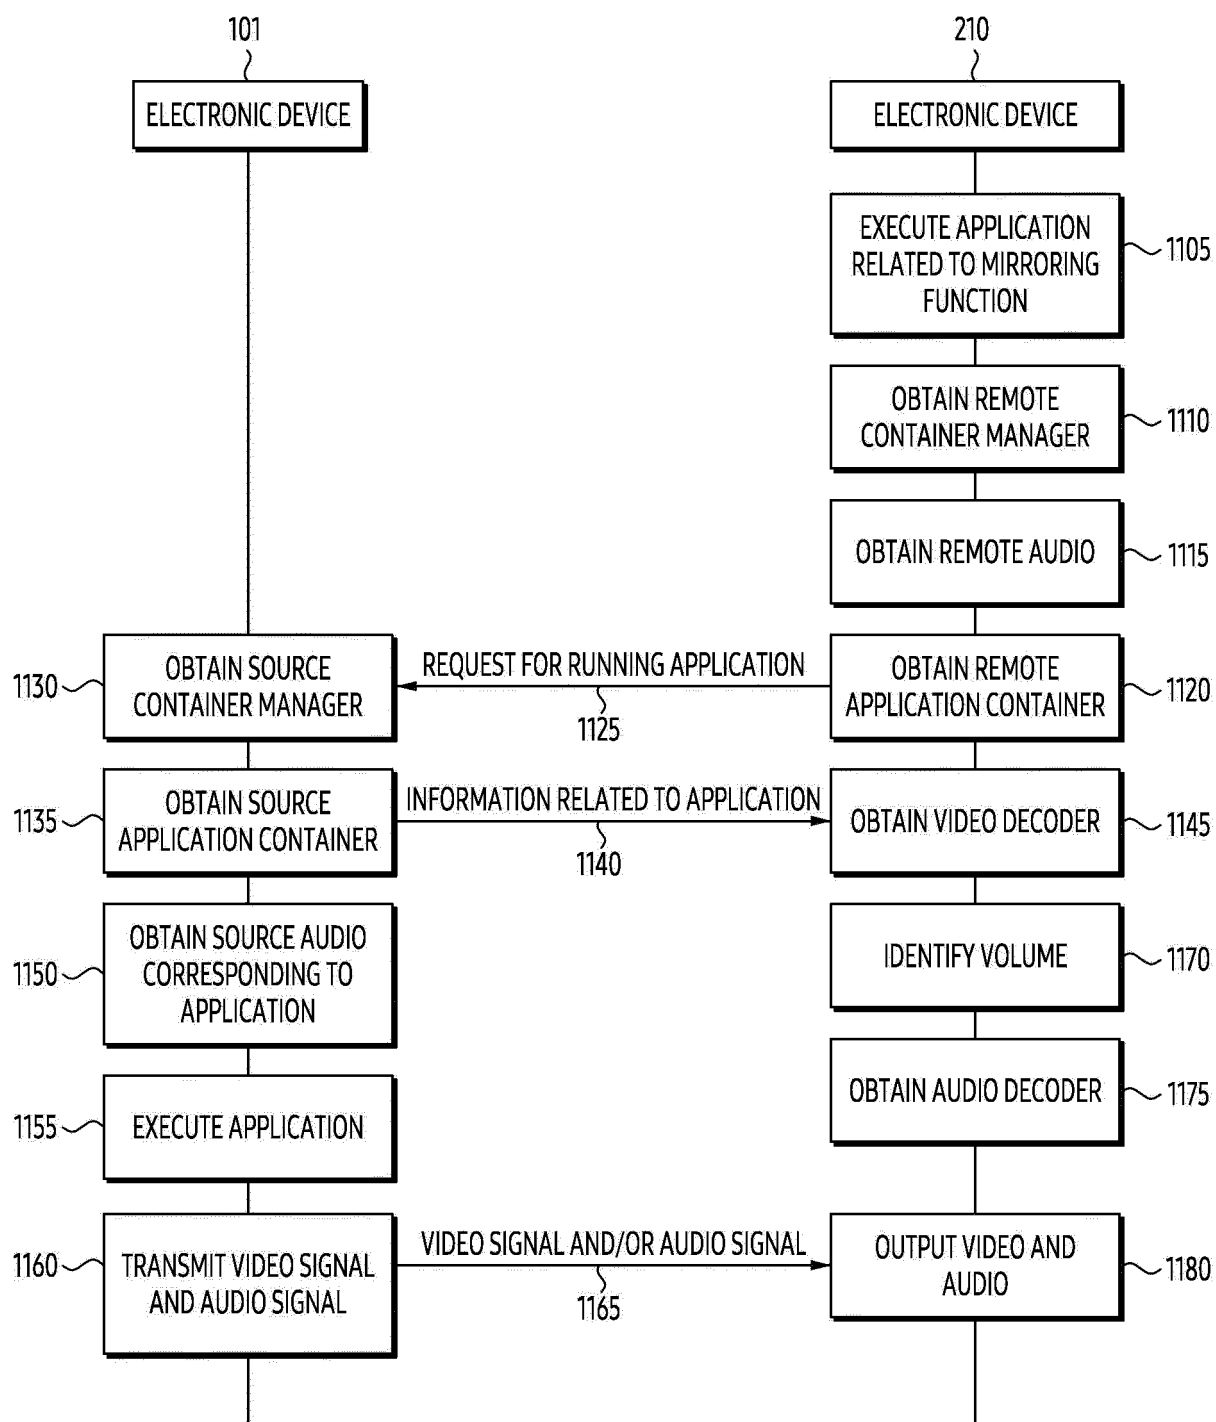 101
210
ELECTRONIC DEVICE
ELECTRONIC DEVICE
EXECUTE APPLICATION
RELATED TO MIRRORING
FUNCTION
1105
OBTAIN REMOTE
CONTAINER MANAGER
1110
OBTAIN REMOTE AUDIO
1115
1130
OBTAIN SOURCE
CONTAINER MANAGER
REQUEST FOR RUNNING APPLICATION
1125
OBTAIN REMOTE
APPLICATION CONTAINER
1120
1135
OBTAIN SOURCE
APPLICATION CONTAINER
INFORMATION RELATED TO APPLICATION
1140
OBTAIN VIDEO DECODER
1145
1150
OBTAIN SOURCE AUDIO
CORRESPONDING TO
APPLICATION
IDENTIFY VOLUME
1170
1155
EXECUTE APPLICATION
OBTAIN AUDIO DECODER
1175
1160
TRANSMIT VIDEO SIGNAL
AND AUDIO SIGNAL
VIDEO SIGNAL AND/OR AUDIO SIGNAL
1165
OUTPUT VIDEO AND
AUDIO
1180